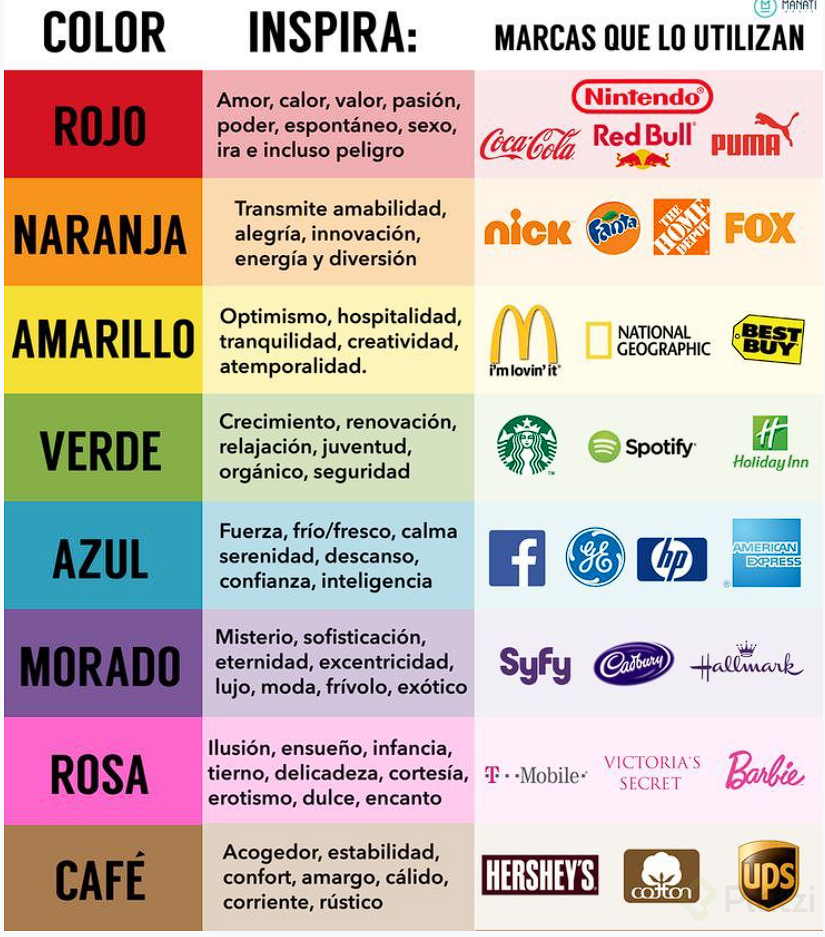 MANATÍ
COLOR
INSPIRA:
MARCAS QUE LO UTILIZAN
ROJO
Amor, calor, valor, pasión,
poder, espontáneo, sexo,
ira e incluso peligro
Nintendo®
Coca-Cola
Red Bull
PUMA
NARANJA
Transmite amabilidad,
alegría, innovación,
energía y diversión
nick
Fanta
THE
HOME
DEPOT
FOX
AMARILLO
Optimismo, hospitalidad,
tranquilidad, creatividad,
atemporalidad.
i'm lovin' it®
NATIONAL
GEOGRAPHIC
BEST
BUY
VERDE
Crecimiento, renovación,
relajación, juventud,
orgánico, seguridad
TM
Spotify®
H
Holiday Inn
AZUL
Fuerza, frío/fresco, calma
serenidad, descanso,
confianza, inteligencia
f
GE
hp
AMERICAN
EXPRESS
®
MORADO
Misterio, sofisticación,
eternidad, excentricidad,
lujo, moda, frívolo, exótico
Syfy
Cadbury
Hallmark
ROSA
Ilusión, ensueño, infancia,
tierno, delicadeza, cortesía,
erotismo, dulce, encanto
T··Mobile·
VICTORIA'S
SECRET
Barbie
CAFÉ
Acogedor, estabilidad,
confort, amargo, cálido,
corriente, rústico
HERSHEY'S
cotton
ups
Platzi